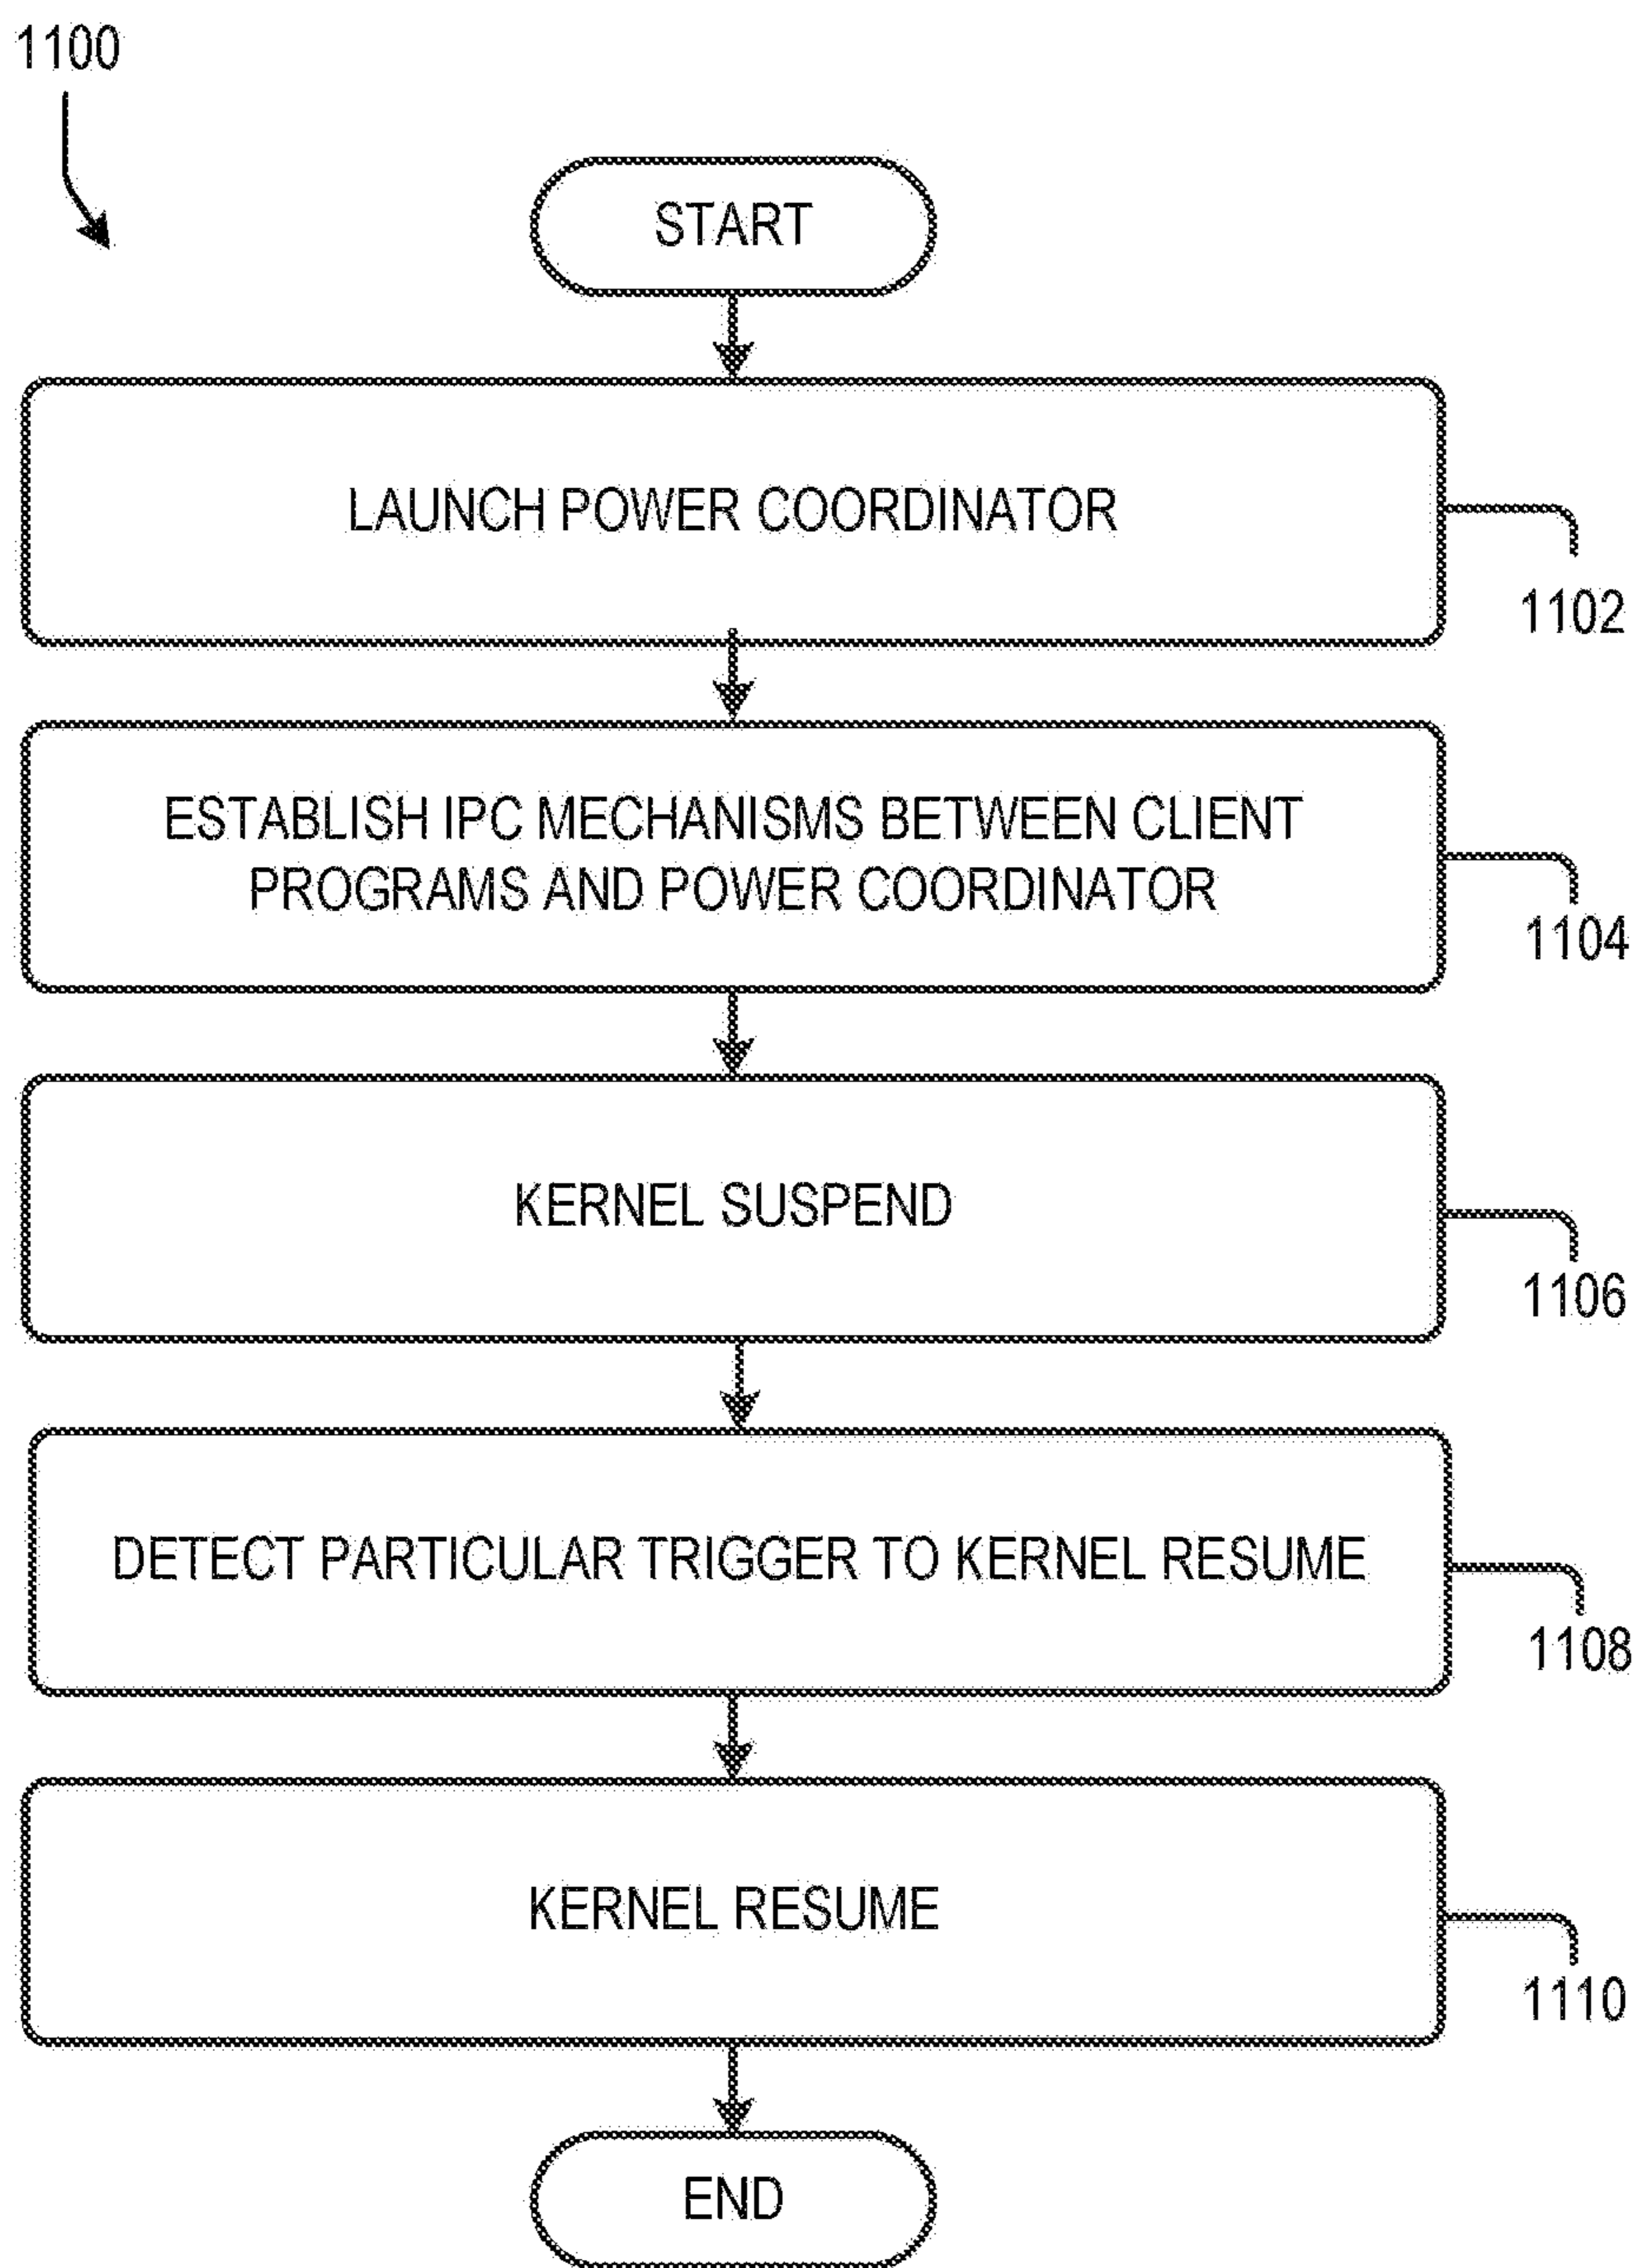 1100
START
LAUNCH POWER COORDINATOR
1102
ESTABLISH IPC MECHANISMS BETWEEN CLIENT
PROGRAMS AND POWER COORDINATOR
1104
KERNEL SUSPEND
1106
DETECT PARTICULAR TRIGGER TO KERNEL RESUME
1108
KERNEL RESUME
1110
END